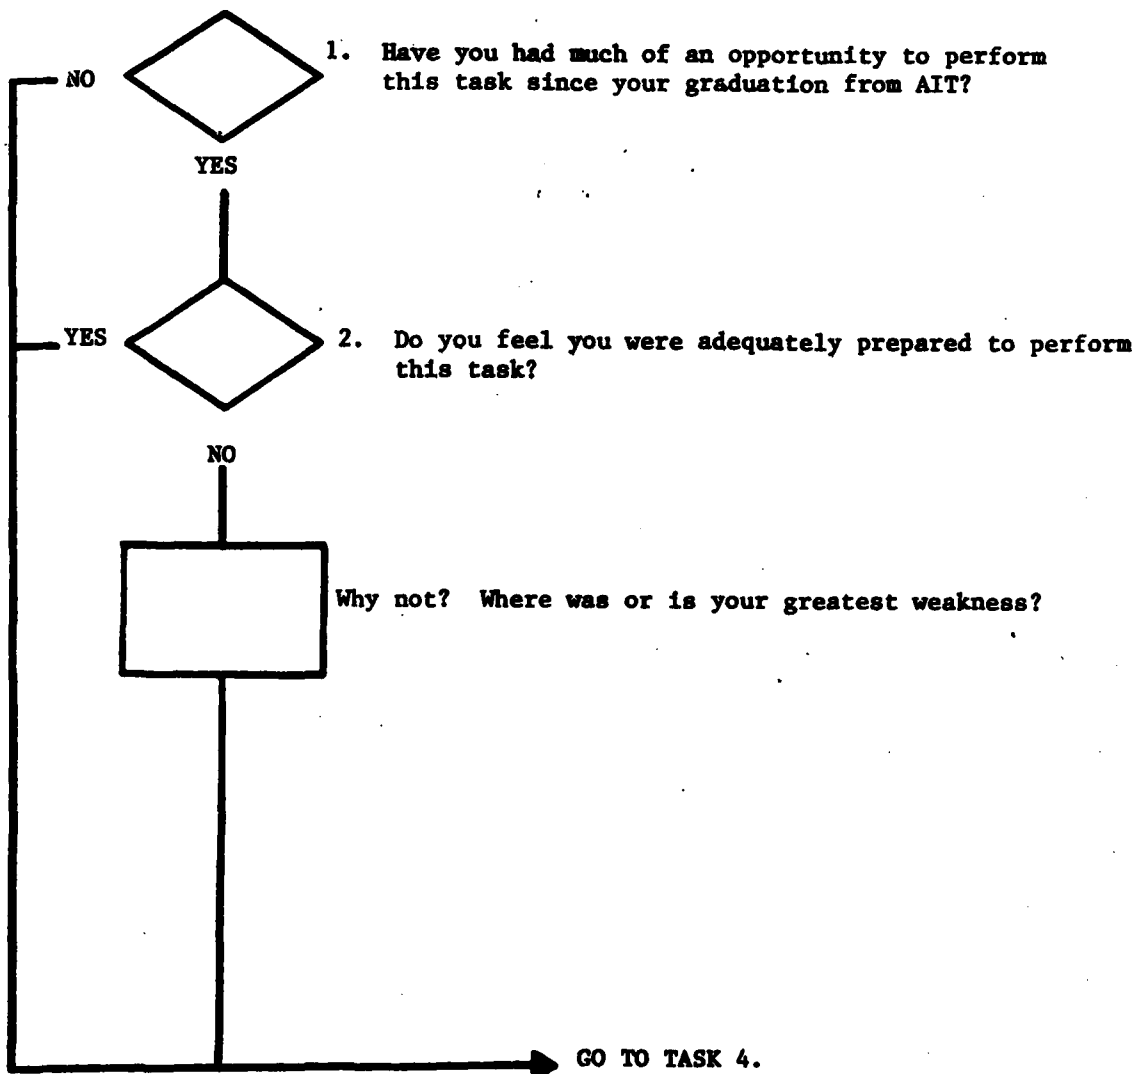 1. Have you had much of an opportunity to perform
NO
this task since your graduation from AIT?
YES
YES
2. Do you feel you were adequately prepared to perform
this task?
NO
Why not? Where was or is your greatest weakness?
GO TO TASK 4.